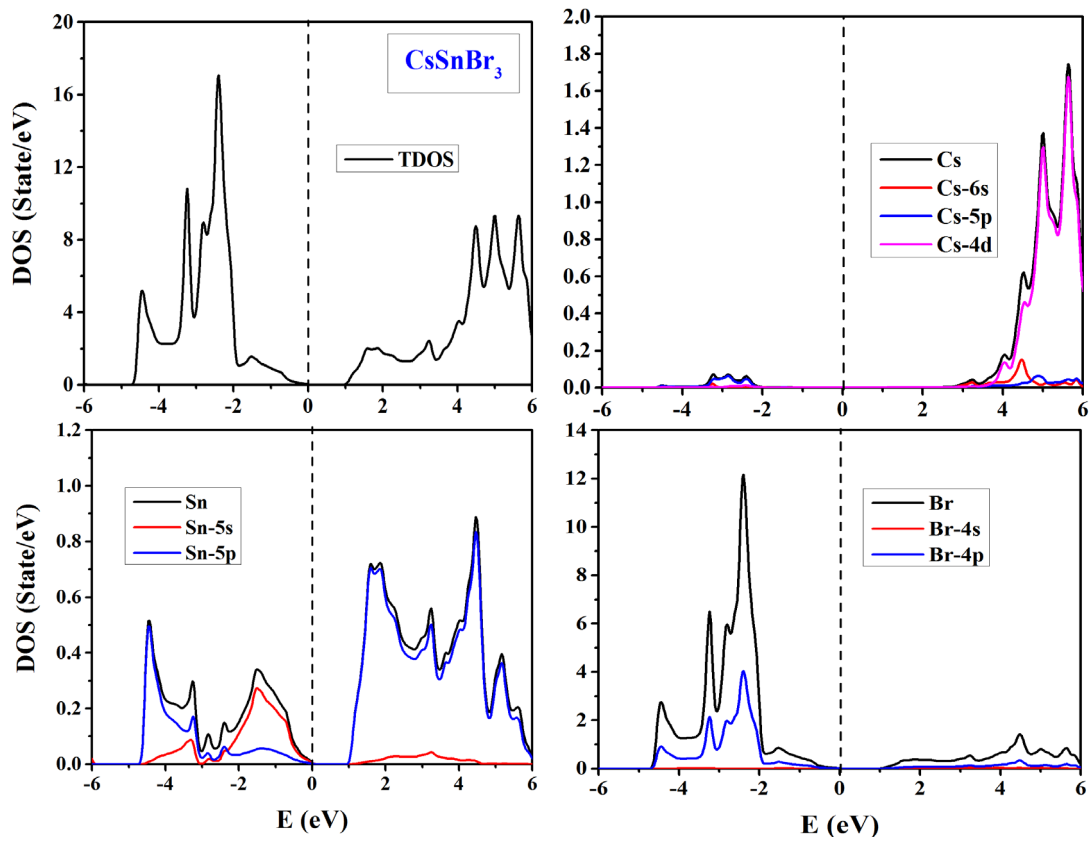 CsSnBr₃
DOS (State/eV)
20
16
12
8
4
0
TDOS
-6 -4 -2 0 2 4 6
2.0
1.8
1.6
1.4
1.2
1.0
0.8
0.6
0.4
0.2
0.0
Cs
Cs-6s
Cs-5p
Cs-4d
-6 -4 -2 0 2 4 6
DOS (State/eV)
1.2
1.0
0.8
0.6
0.4
0.2
0.0
Sn
Sn-5s
Sn-5p
-6 -4 -2 0 2 4 6
E (eV)
14
12
10
8
6
4
2
0
Br
Br-4s
Br-4p
-6 -4 -2 0 2 4 6
E (eV)